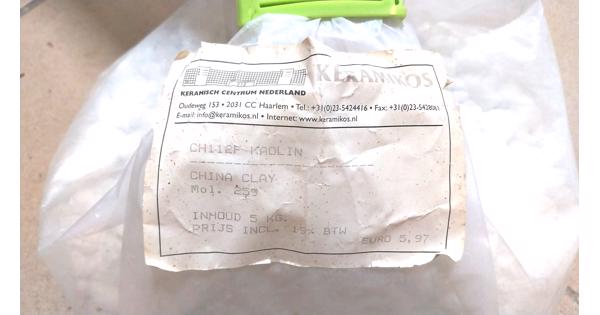 KERAMIKOS
KERAMISCH CENTRUM NEDERLAND
Oudeweg 153 • 2031 CC Haarlem • Tel.: +31(0)23-5424416 • Fax: +31(0)23-5428061
E-mail: info@keramikos.nl • Internet: www.keramikos.nl
CH112F KAOLIN
CHINA CLAY
Mol. 259
INHOUD 5 KG.
PRIJS INCL. 19% BTW
EURO 5,97